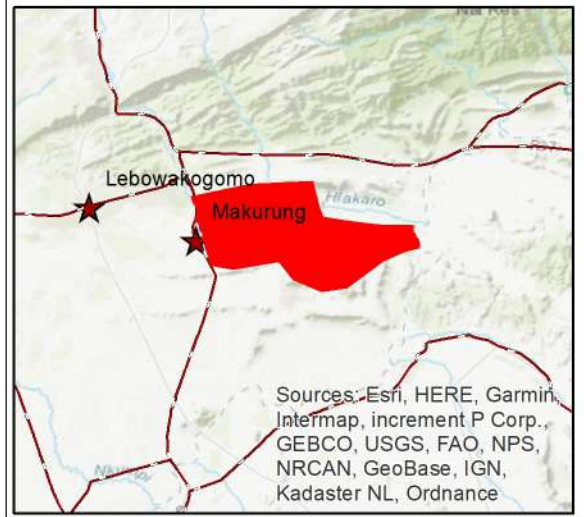 Lebowakgomo
Makurung
Hlakaro
Sources: Esri, HERE, Garmin,
Intermap, increment P Corp.,
GEBCO, USGS, FAO, NPS,
NRCAN, GeoBase, IGN,
Kadaster NL, Ordnance